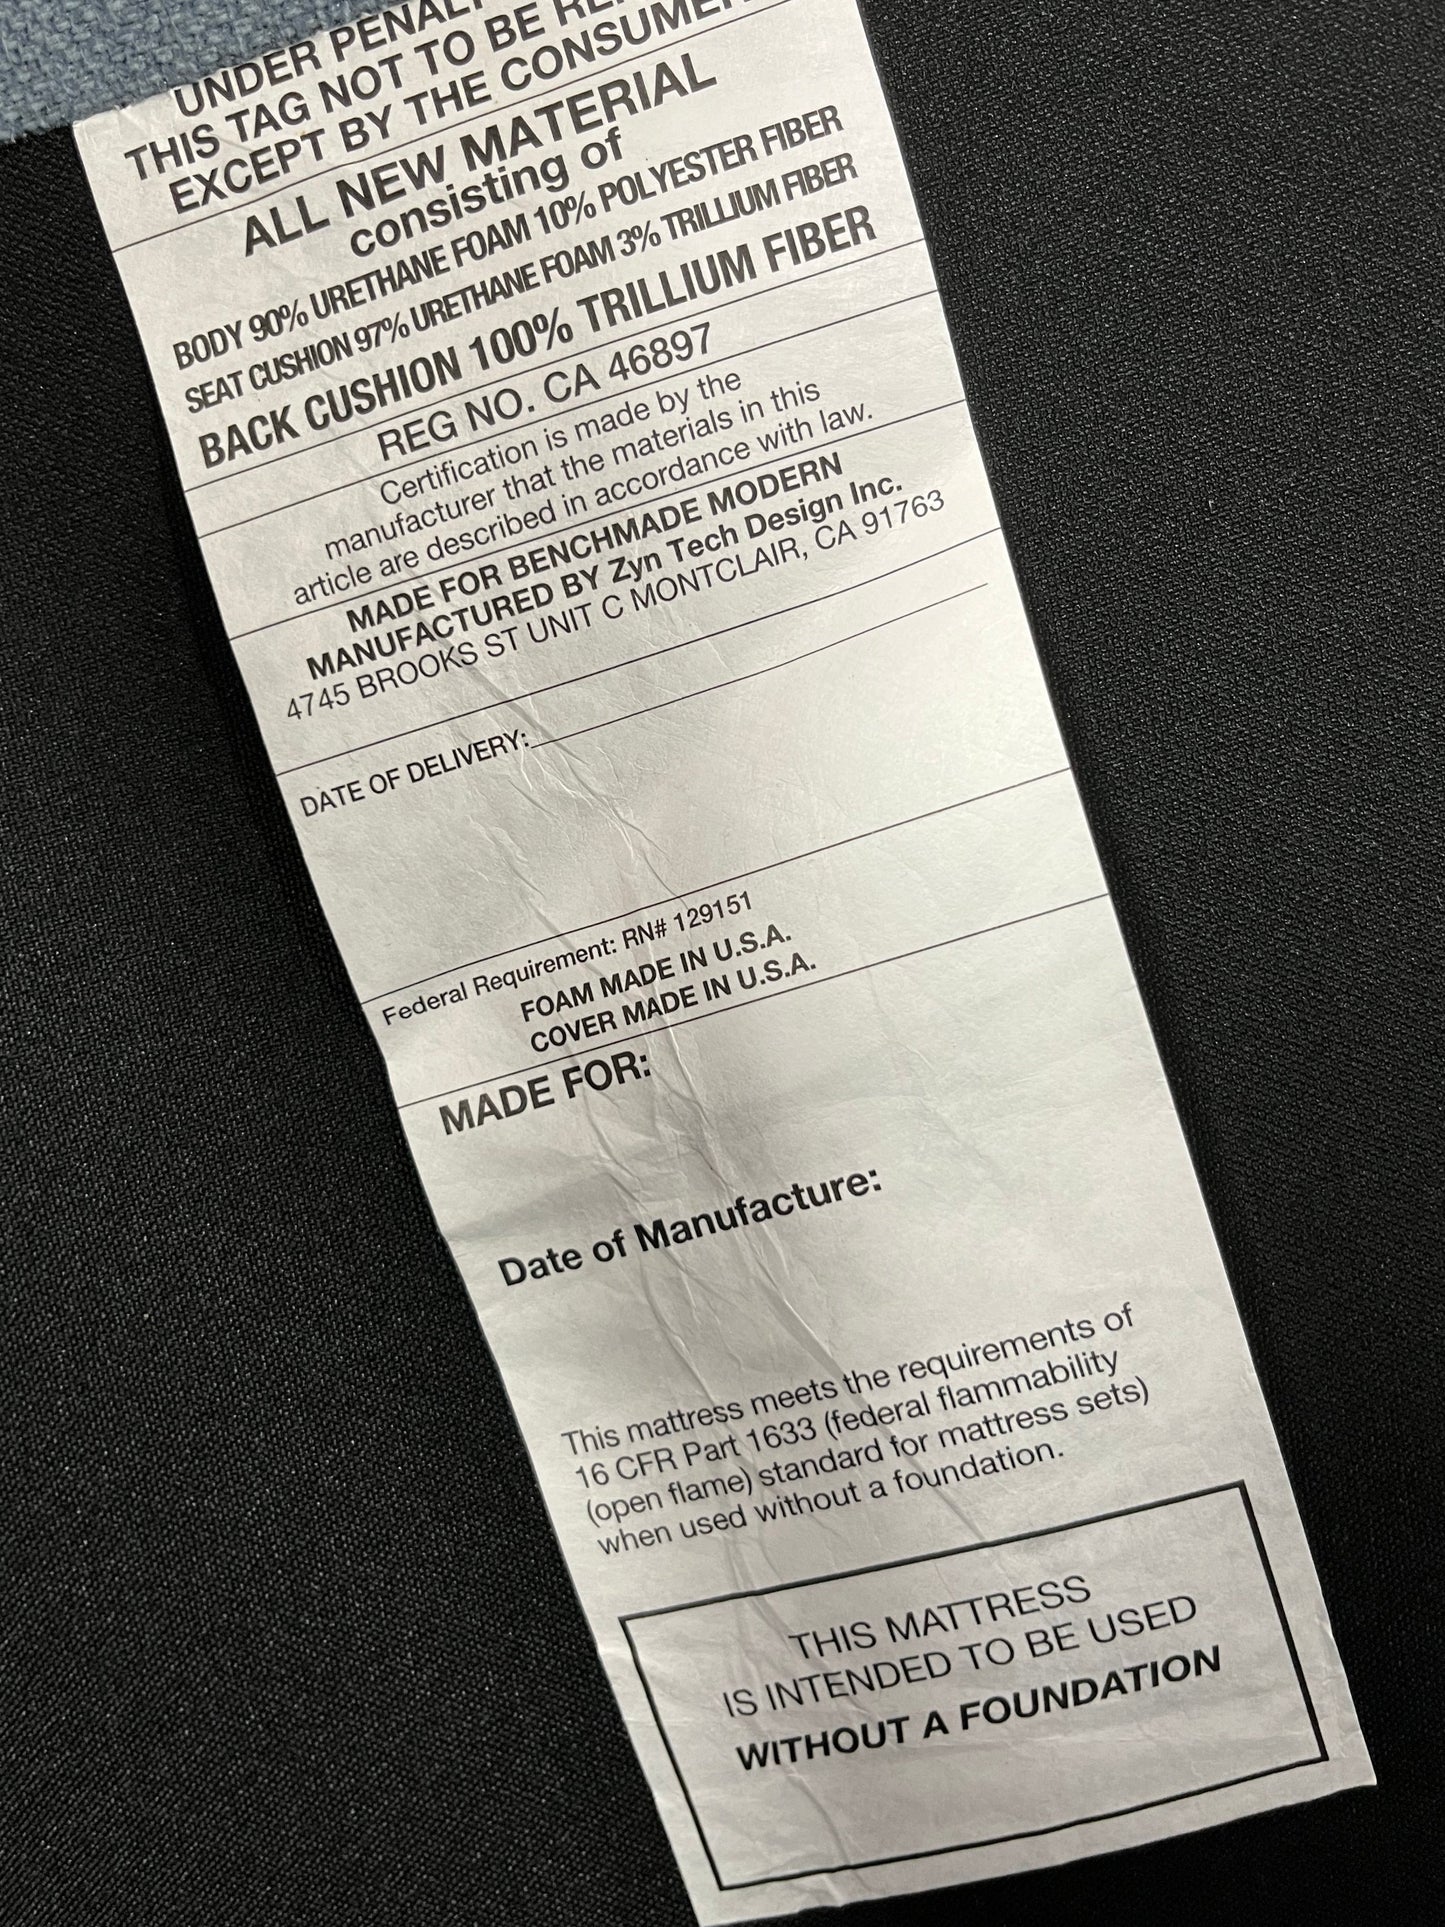 UNDER
THIS TAG NOT TO BE
EXCEPT BY THE
ALL NEW MATERIAL
consisting of
BODY 90% URETHANE FOAM 10% POLYESTER FIBER
SEAT CUSHION 97% URETHANE FOAM 3% TRILLIUM FIBER
BACK CUSHION 100% TRILLIUM FIBER
REG NO. CA 46897
Certification is made by the
manufacturer that the materials in this
article are described in accordance with law.
MADE FOR BENCHMADE MODERN
MANUFACTURED BY Zyn Tech Design Inc.
4745 BROOKS ST UNIT C MONTCLAIR, CA 91763
DATE OF DELIVERY:
Federal Requirement: RN# 129151
FOAM MADE IN U.S.A.
COVER MADE IN U.S.A.
MADE FOR:
Date of Manufacture:
This mattress meets the requirements of
16 CFR Part 1633 (federal flammability
(open flame) standard for mattress sets)
when used without a foundation.
THIS MATTRESS
IS INTENDED TO BE USED
WITHOUT A FOUNDATION